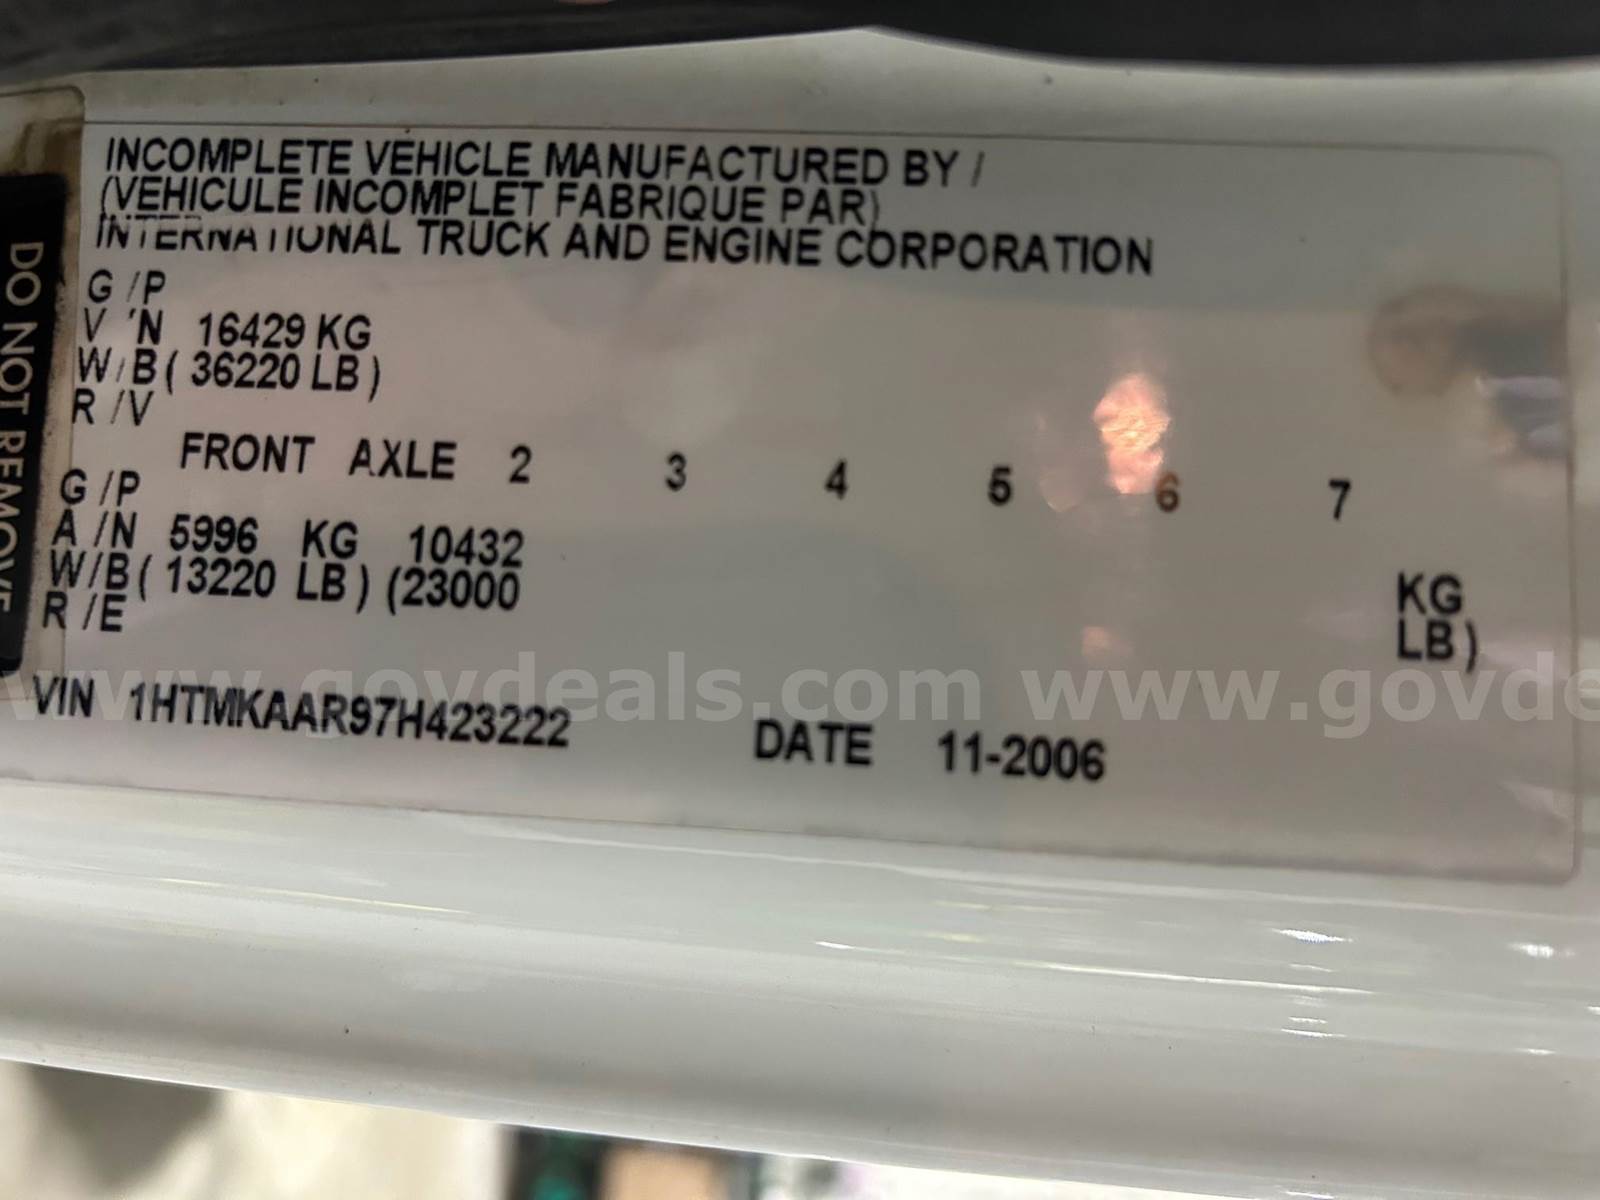 INCOMPLETE VEHICLE MANUFACTURED BY /
(VEHICULE INCOMPLET FABRIQUE PAR)
INTERNATIONAL TRUCK AND ENGINE CORPORATION
G /P
V 'N 16429 KG
W/B ( 36220 LB )
R /V
FRONT AXLE 2 3 4 5 6 7
G /P
A /N 5996 KG 10432 KG
W/B ( 13220 LB ) (23000 LB )
R /E
VIN 1HTMKAAR97H423222 DATE 11-2006
DO NOT REMOVE
www.govdeals.com www.govde